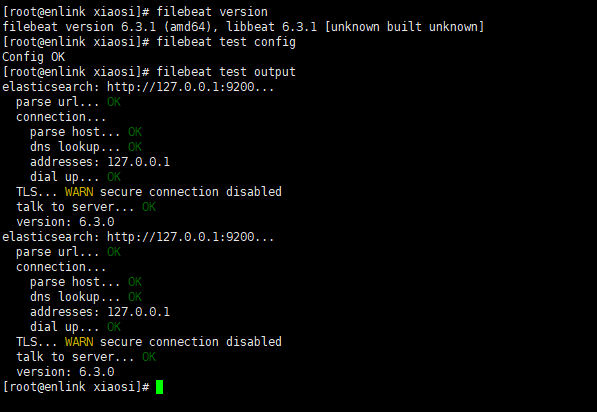 [root@enlink xiaosi]# filebeat version
filebeat version 6.3.1 (amd64), libbeat 6.3.1 [unknown built unknown]
[root@enlink xiaosi]# filebeat test config
Config OK
[root@enlink xiaosi]# filebeat test output
elasticsearch: http://127.0.0.1:9200...
  parse url... OK
  connection...
    parse host... OK
    dns lookup... OK
    addresses: 127.0.0.1
    dial up... OK
  TLS... WARN secure connection disabled
  talk to server... OK
  version: 6.3.0
elasticsearch: http://127.0.0.1:9200...
  parse url... OK
  connection...
    parse host... OK
    dns lookup... OK
    addresses: 127.0.0.1
    dial up... OK
  TLS... WARN secure connection disabled
  talk to server... OK
  version: 6.3.0
[root@enlink xiaosi]#